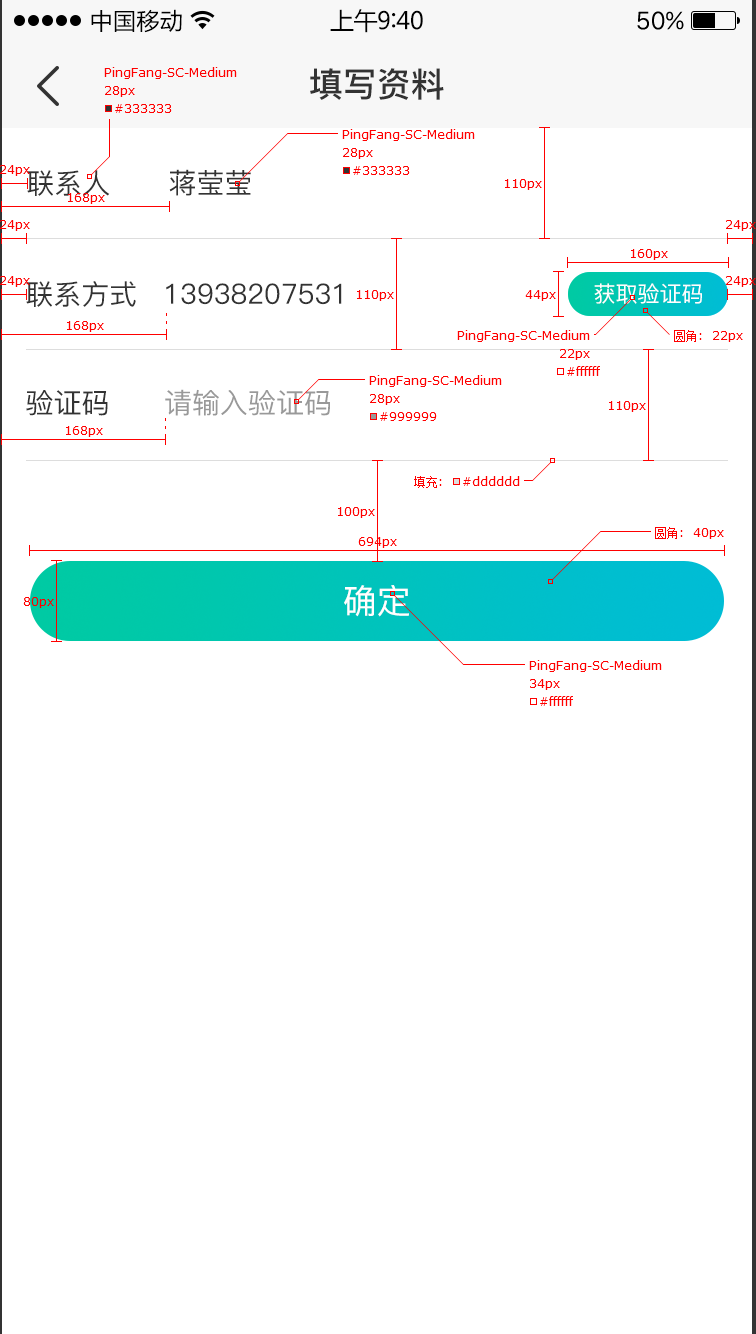 中国移动 上午9:40 50%
填写资料
PingFang-SC-Medium
28px
#333333
PingFang-SC-Medium
28px
#333333
24px
联系人 蒋莹莹
110px
168px
24px 24px
160px
24px
联系方式 13938207531
110px
44px
获取验证码
24px
168px
PingFang-SC-Medium
22px
#ffffff
圆角：22px
PingFang-SC-Medium
28px
#999999
验证码 请输入验证码
110px
168px
填充： #dddddd
100px
圆角：40px
694px
80px
确定
PingFang-SC-Medium
34px
#ffffff